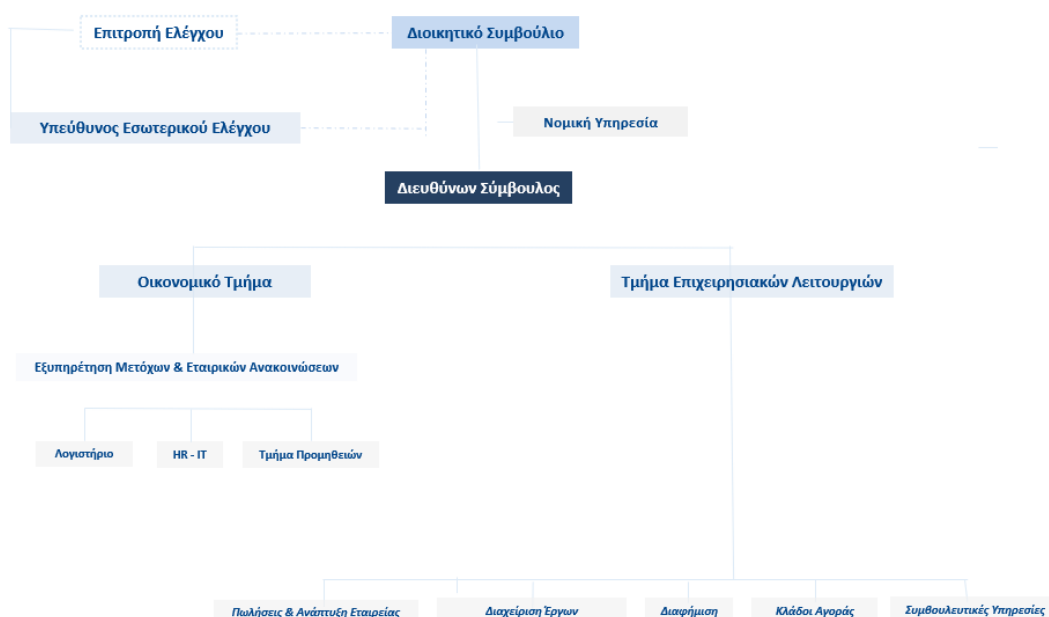 Επιτροπή Ελέγχου
Διοικητικό Συμβούλιο
Υπεύθυνος Εσωτερικού Ελέγχου
Νομική Υπηρεσία
Διευθύνων Σύμβουλος
Οικονομικό Τμήμα
Τμήμα Επιχειρησιακών Λειτουργιών
Εξυπηρέτηση Μετόχων & Εταιρικών Ανακοινώσεων
Λογιστήριο
HR - IT
Τμήμα Προμηθειών
Πωλήσεις & Ανάπτυξη Εταιρείας
Διαχείριση Έργων
Διαφήμιση
Κλάδοι Αγοράς
Συμβουλευτικές Υπηρεσίες